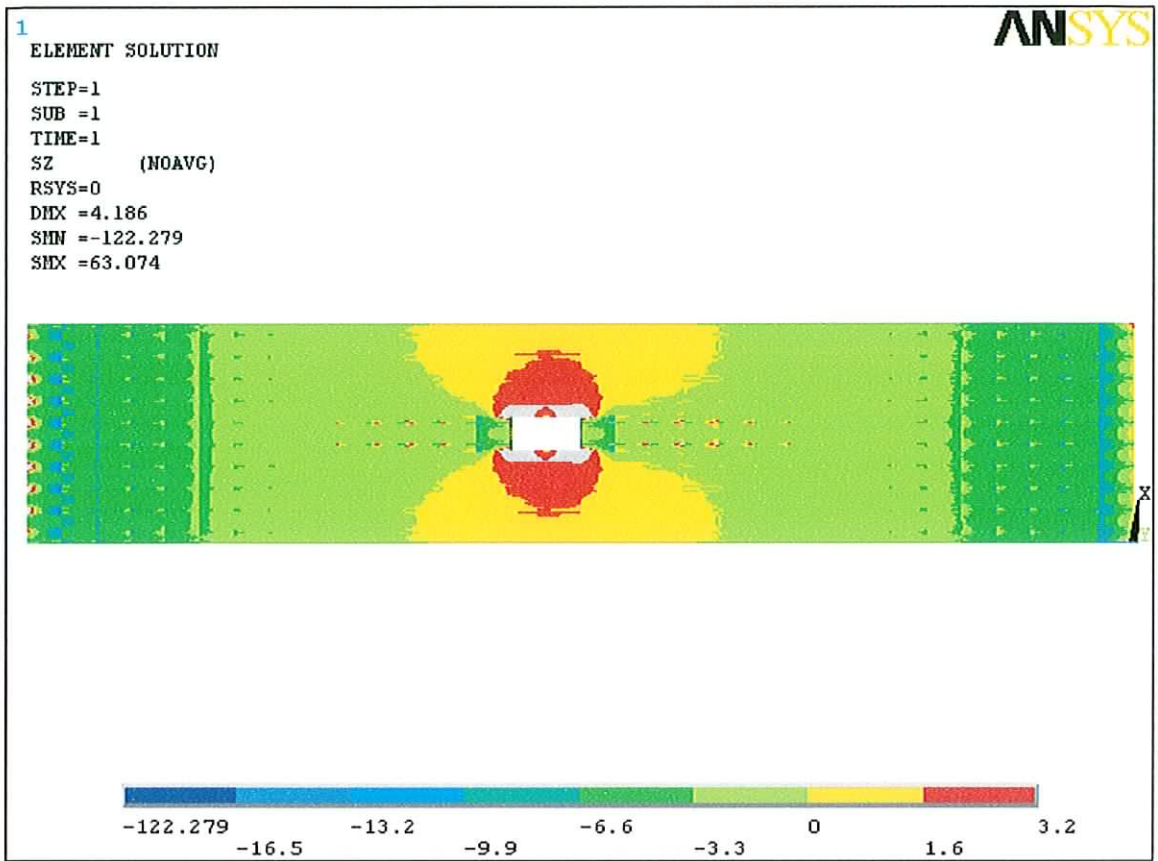 1
ANSYS
ELEMENT SOLUTION
STEP=1
SUB =1
TIME=1
SZ (NOAVG)
RSYS=0
DMX =4.186
SMN =-122.279
SMX =63.074
X
-122.279 -13.2 -6.6 0 3.2
-16.5 -9.9 -3.3 1.6